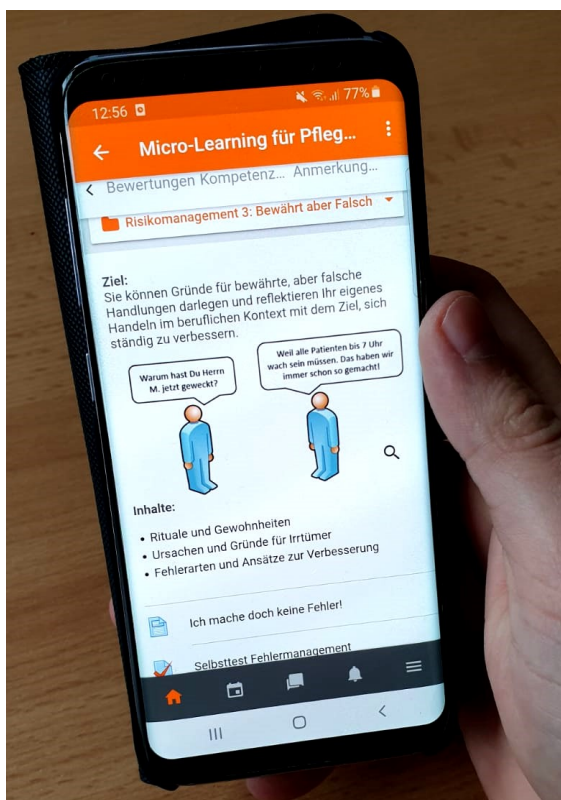 12:56 77%
Micro-Learning für Pfleg...
Bewertungen Kompetenz... Anmerkung...
Risikomanagement 3: Bewährt aber Falsch
Ziel:
Sie können Gründe für bewährte, aber falsche
Handlungen darlegen und reflektieren Ihr eigenes
Handeln im beruflichen Kontext mit dem Ziel, sich
ständig zu verbessern.
Warum hast Du Herrn
M. jetzt geweckt?
Weil alle Patienten bis 7 Uhr
wach sein müssen. Das haben wir
immer schon so gemacht!
Inhalte:
• Rituale und Gewohnheiten
• Ursachen und Gründe für Irrtümer
• Fehlerarten und Ansätze zur Verbesserung
Ich mache doch keine Fehler!
Selbsttest Fehlermanagement